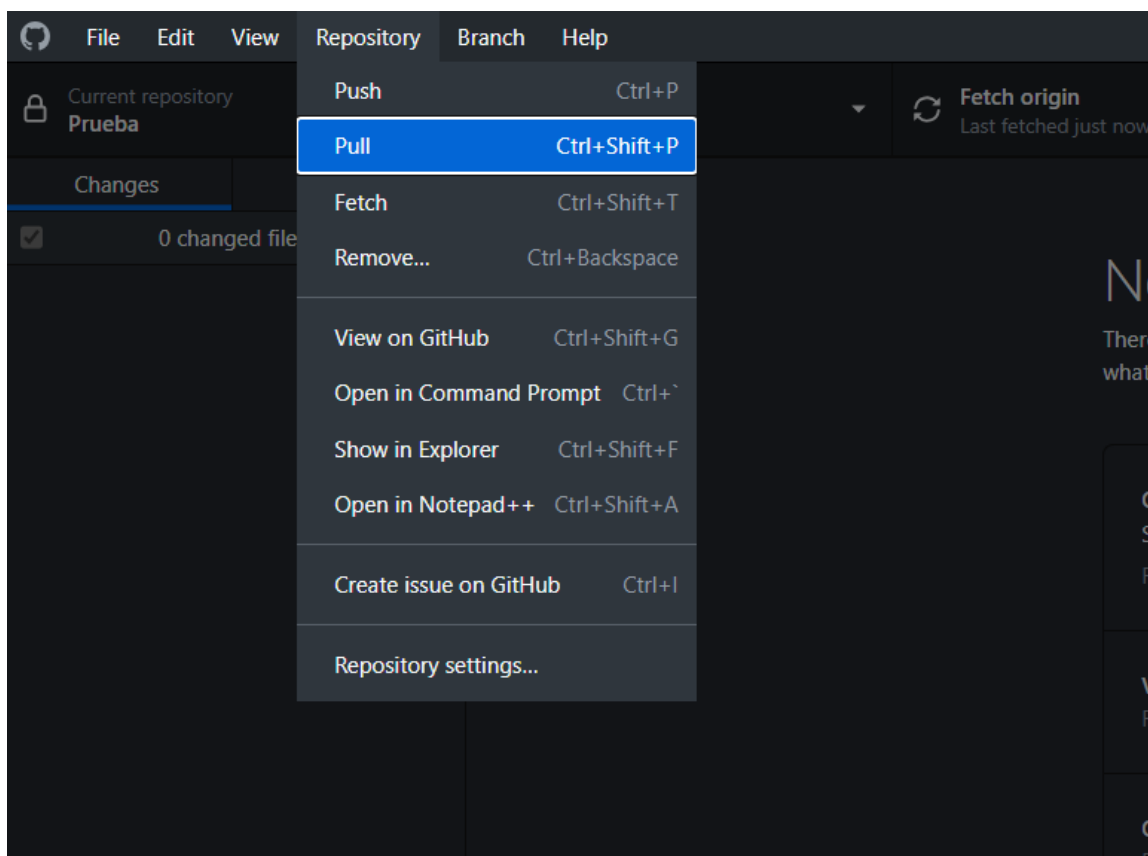 File Edit View Repository Branch Help
Current repository
Prueba
Fetch origin
Last fetched just now
Changes
0 changed file
Push Ctrl+P
Pull Ctrl+Shift+P
Fetch Ctrl+Shift+T
Remove... Ctrl+Backspace
View on GitHub Ctrl+Shift+G
Open in Command Prompt Ctrl+`
Show in Explorer Ctrl+Shift+F
Open in Notepad++ Ctrl+Shift+A
Create issue on GitHub Ctrl+I
Repository settings...